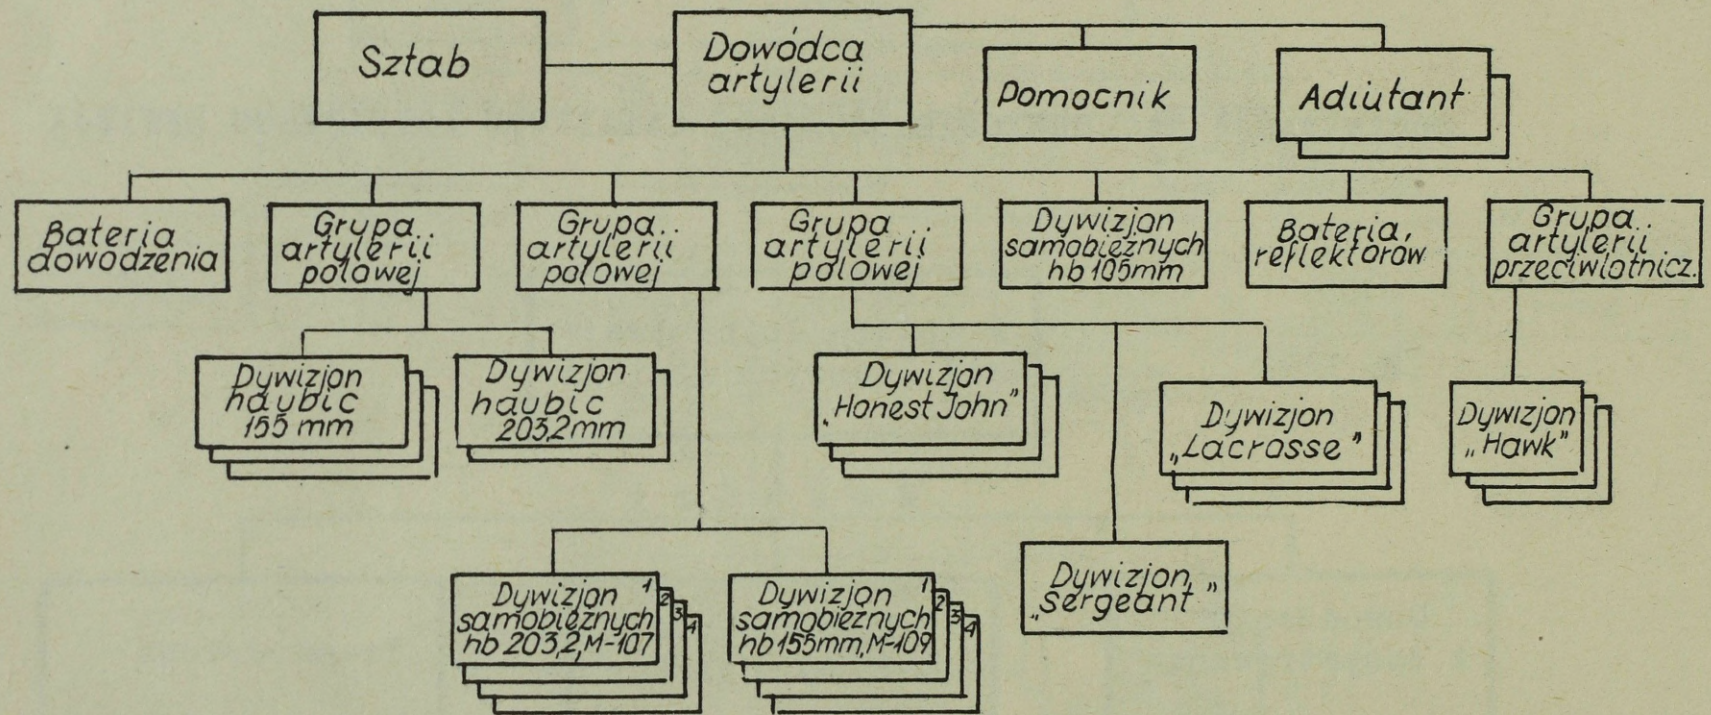 Sztab
Dowódca
artylerii
Pomocnik
Adiutant
Bateria
dowodzenia
Grupa
artylerii
polowej
Grupa
artylerii
polowej
Grupa
artylerii
polowej
Dywizjon
samobieżnych
hb 105mm
Bateria
reflektorów
Grupa
artylerii
przeciwlotnicz.
Dywizjon
haubic
155 mm
Dywizjon
haubic
203,2mm
Dywizjon
„Honest John”
Dywizjon
„Lacrosse”
Dywizjon
„Hawk”
Dywizjon
„Sergeant”
Dywizjon
samobieżnych
hb 203,2, M-107
1
2
3
4
Dywizjon
samobieżnych
hb 155mm, M-109
1
2
3
4